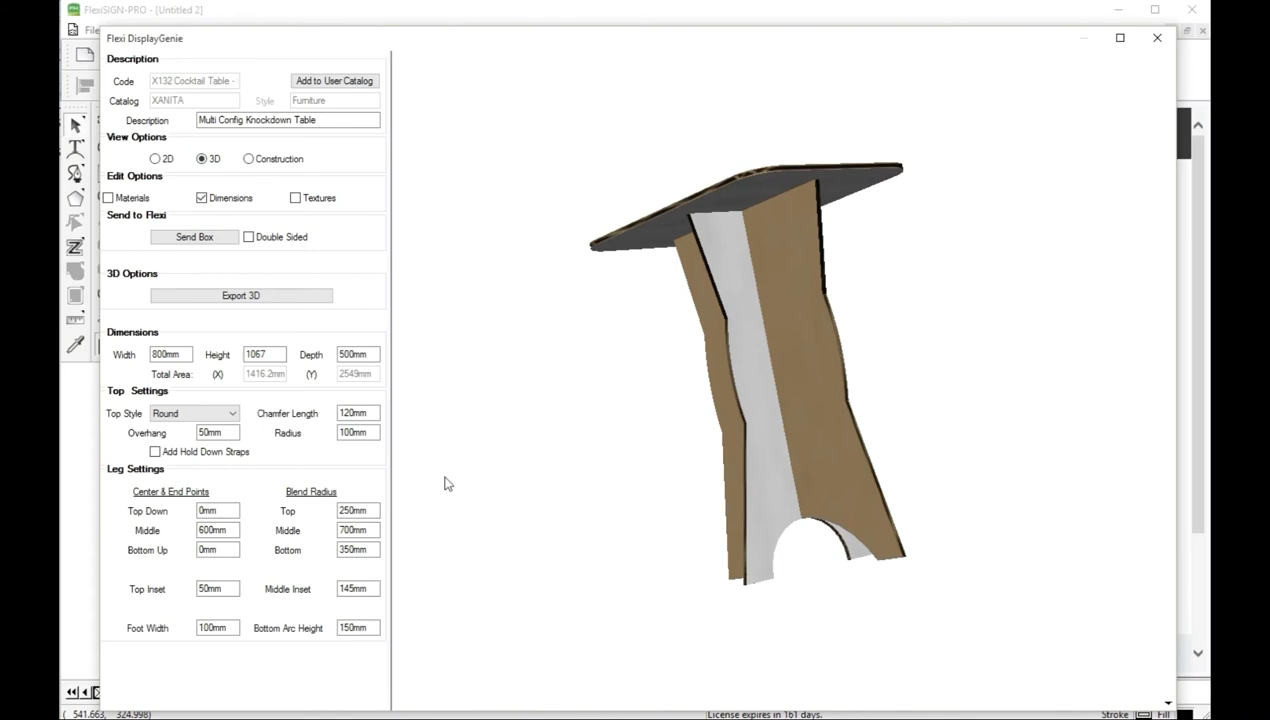 FlexiSIGN-PRO - [Untitled 2]
File
Flexi DisplayGenie
Description
Code X132 Cocktail Table - Add to User Catalog
Catalog XANITA Style Furniture
Description Multi Config Knockdown Table
View Options
2D 3D Construction
Edit Options
Materials Dimensions Textures
Send to Flexi
Send Box Double Sided
3D Options
Export 3D
Dimensions
Width 800mm Height 1067 Depth 500mm
Total Area: (X) 1416.2mm (Y) 2549mm
Top Settings
Top Style Round Chamfer Length 120mm
Overhang 50mm Radius 100mm
Add Hold Down Straps
Leg Settings
Center & End Points Blend Radius
Top Down 0mm Top 250mm
Middle 600mm Middle 700mm
Bottom Up 0mm Bottom 350mm
Top Inset 50mm Middle Inset 145mm
Foot Width 100mm Bottom Arc Height 150mm
( 541.663, 324.998) License expires in 161 days. Stroke Fill